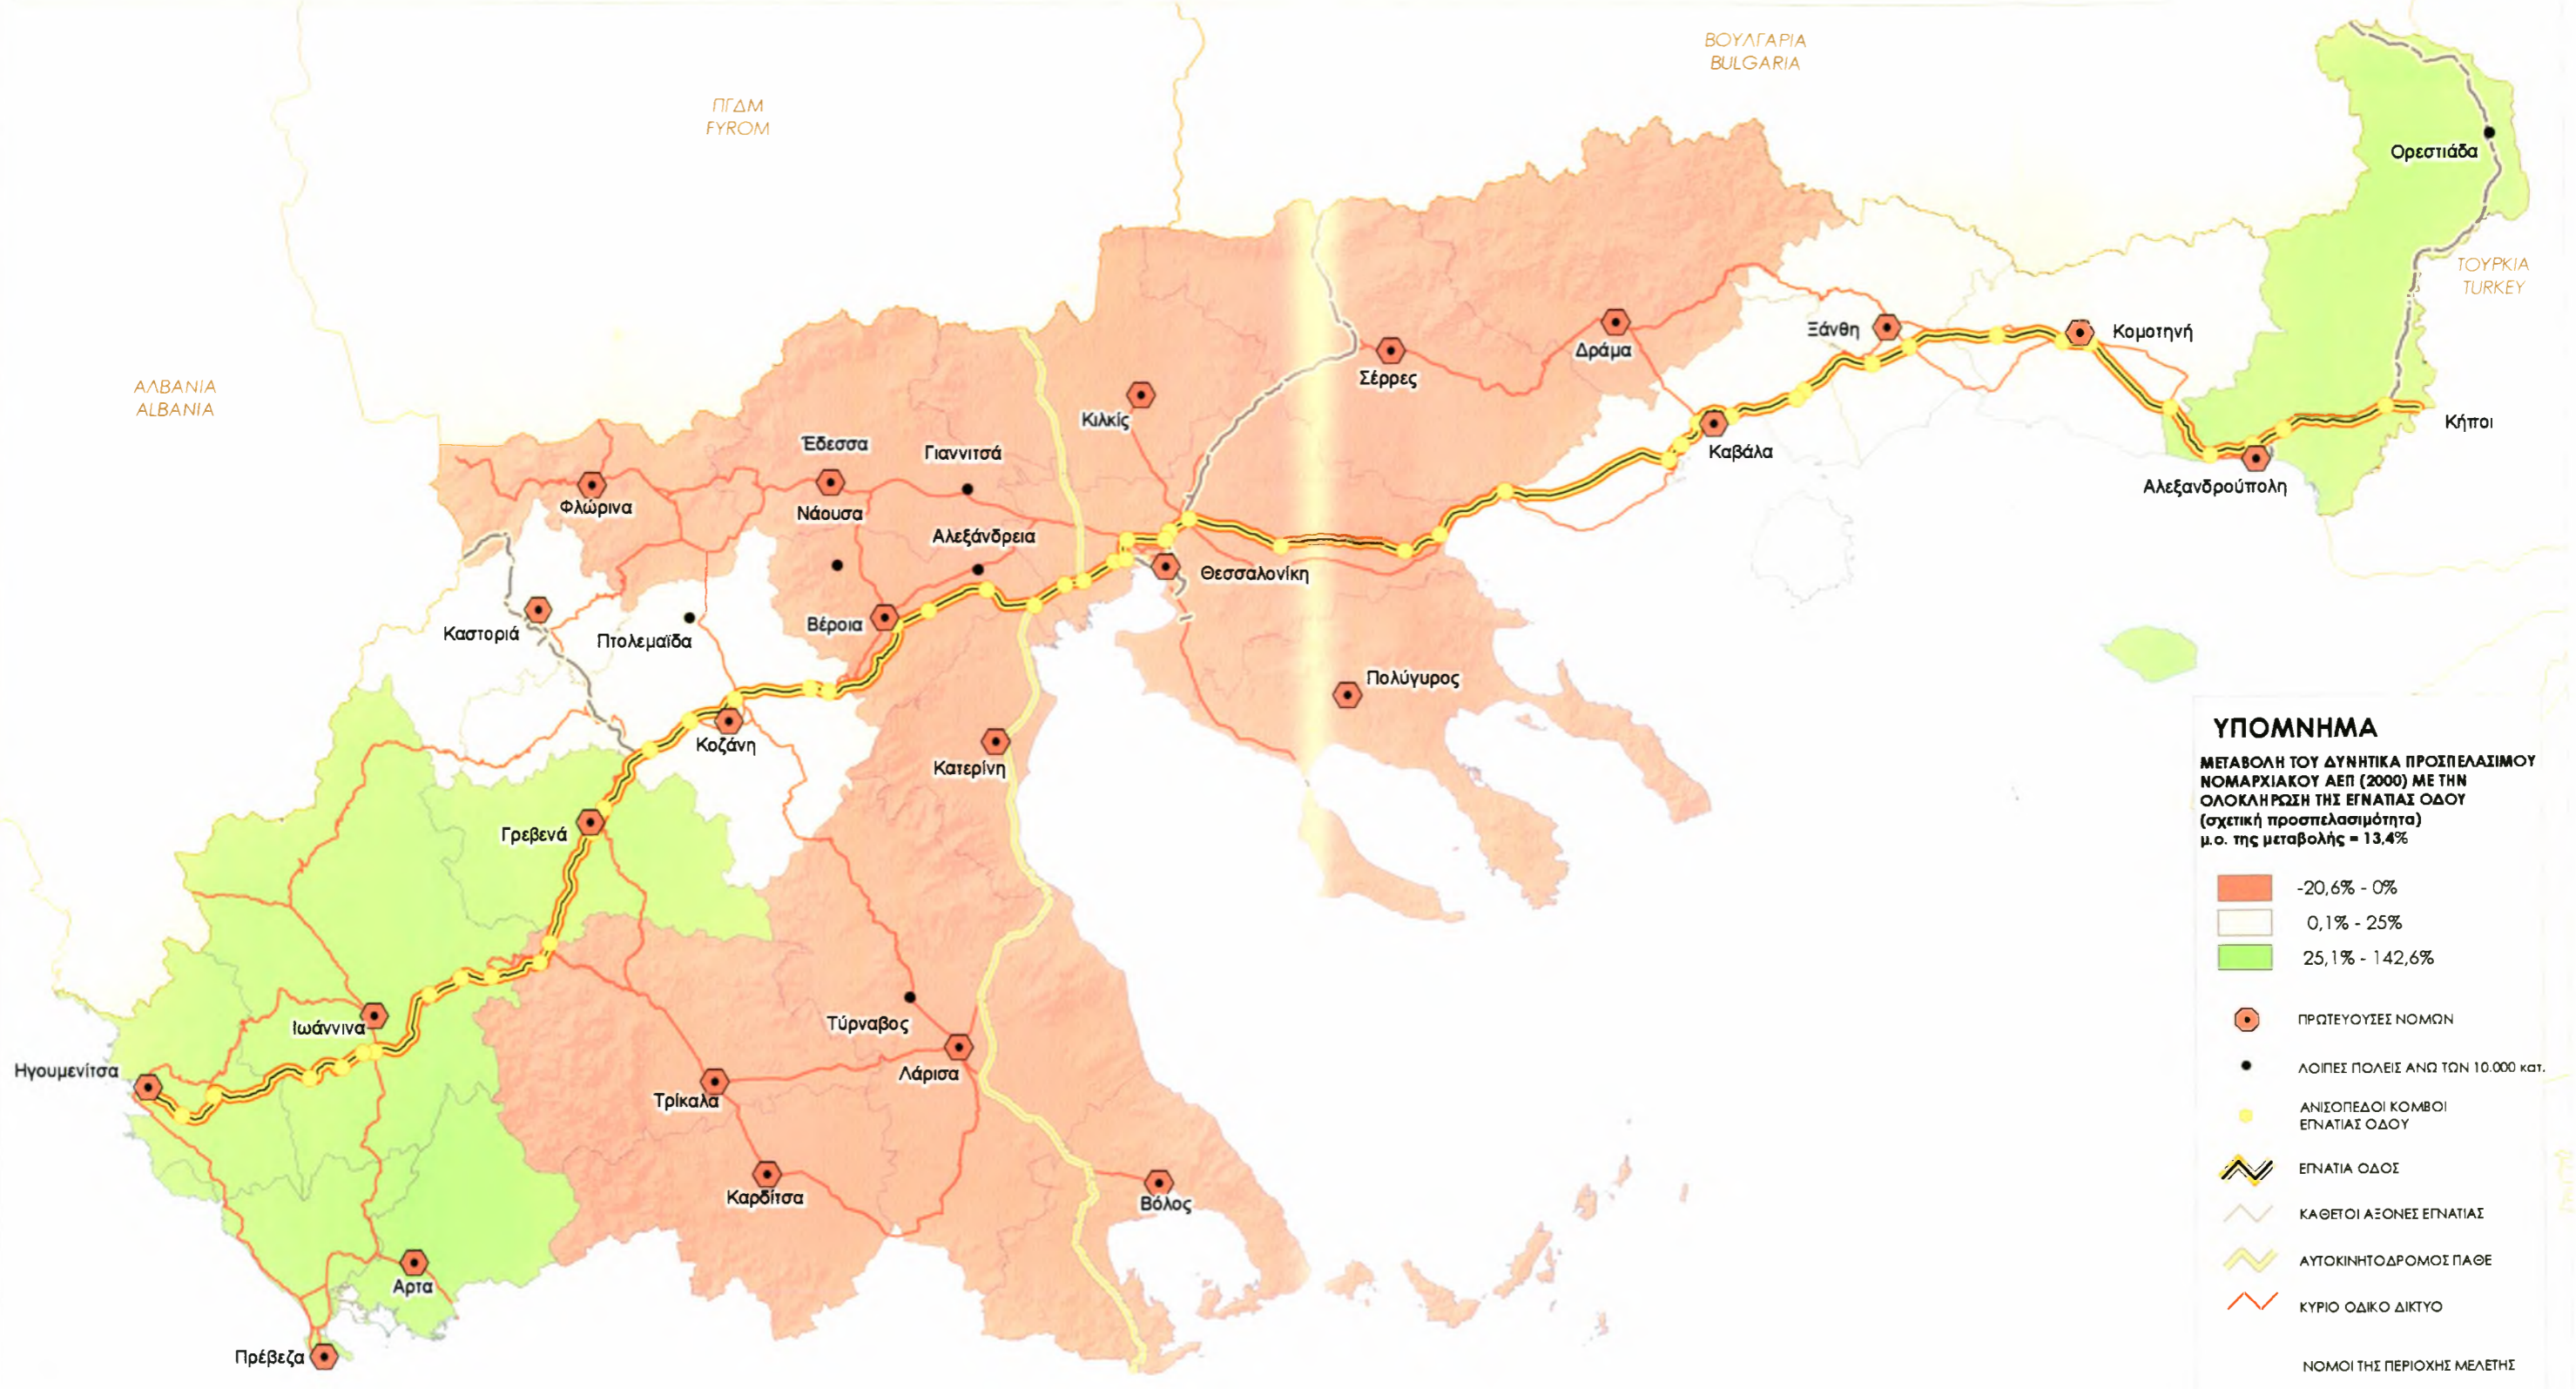 ΒΟΥΛΓΑΡΙΑ
BULGARIA
ΠΓΔΜ
FYROM
Ορεστιάδα
ΤΟΥΡΚΙΑ
TURKEY
ΑΛΒΑΝΙΑ
ALBANIA
Ξάνθη
Κομοτηνή
Δράμα
Σέρρες
Κιλκίς
Κήποι
Έδεσσα
Γιαννιτσά
Καβάλα
Αλεξανδρούπολη
Φλώρινα
Νάουσα
Αλεξάνδρεια
Θεσσαλονίκη
Βέροια
Καστοριά
Πτολεμαϊδα
Πολύγυρος
Κοζάνη
Κατερίνη
Γρεβενά
Ιωάννινα
Τύρναβος
Ηγουμενίτσα
Λάρισα
Τρίκαλα
Καρδίτσα
Βόλος
Αρτα
Πρέβεζα
ΥΠΟΜΝΗΜΑ
ΜΕΤΑΒΟΛΗ ΤΟΥ ΔΥΝΗΤΙΚΑ ΠΡΟΣΠΕΛΑΣΙΜΟΥ
ΝΟΜΑΡΧΙΑΚΟΥ ΑΕΠ (2000) ΜΕ ΤΗΝ
ΟΛΟΚΛΗΡΩΣΗ ΤΗΣ ΕΓΝΑΤΙΑΣ ΟΔΟΥ
(σχετική προσπελασιμότητα)
μ.ο. της μεταβολής = 13,4%
-20,6% - 0%
0,1% - 25%
25,1% - 142,6%
ΠΡΩΤΕΥΟΥΣΕΣ ΝΟΜΩΝ
ΛΟΙΠΕΣ ΠΟΛΕΙΣ ΑΝΩ ΤΩΝ 10.000 κατ.
ΑΝΙΣΟΠΕΔΟΙ ΚΟΜΒΟΙ
ΕΓΝΑΤΙΑΣ ΟΔΟΥ
ΕΓΝΑΤΙΑ ΟΔΟΣ
ΚΑΘΕΤΟΙ ΑΞΟΝΕΣ ΕΓΝΑΤΙΑΣ
ΑΥΤΟΚΙΝΗΤΟΔΡΟΜΟΣ ΠΑΘΕ
ΚΥΡΙΟ ΟΔΙΚΟ ΔΙΚΤΥΟ
ΝΟΜΟΙ ΤΗΣ ΠΕΡΙΟΧΗΣ ΜΕΛΕΤΗΣ